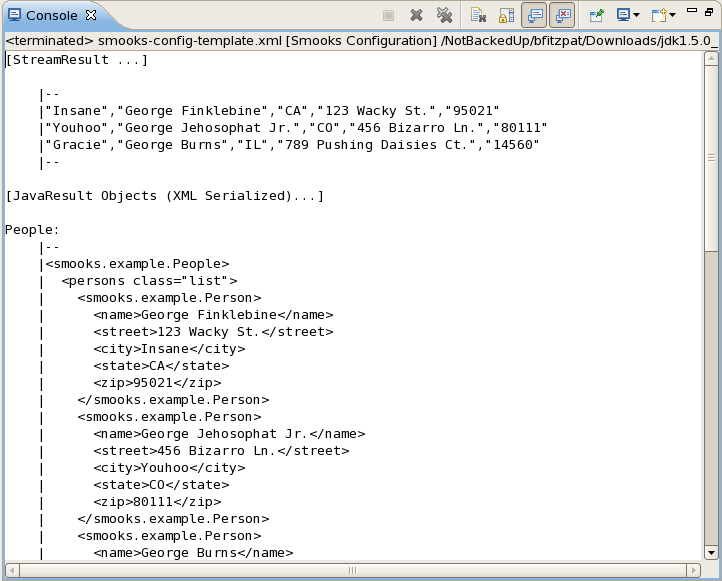 Console
<terminated> smooks-config-template.xml [Smooks Configuration] /NotBackedUp/bfitzpat/Downloads/jdk1.5.0_
[StreamResult ...]
|--
|"Insane","George Finklebine","CA","123 Wacky St.","95021"
|"Youhoo","George Jehosophat Jr.","CO","456 Bizarro Ln.","80111"
|"Gracie","George Burns","IL","789 Pushing Daisies Ct.","14560"
|--
[JavaResult Objects (XML Serialized)...]
People:
|--
|<smooks.example.People>
|  <persons class="list">
|    <smooks.example.Person>
|      <name>George Finklebine</name>
|      <street>123 Wacky St.</street>
|      <city>Insane</city>
|      <state>CA</state>
|      <zip>95021</zip>
|    </smooks.example.Person>
|    <smooks.example.Person>
|      <name>George Jehosophat Jr.</name>
|      <street>456 Bizarro Ln.</street>
|      <city>Youhoo</city>
|      <state>CO</state>
|      <zip>80111</zip>
|    </smooks.example.Person>
|    <smooks.example.Person>
|      <name>George Burns</name>